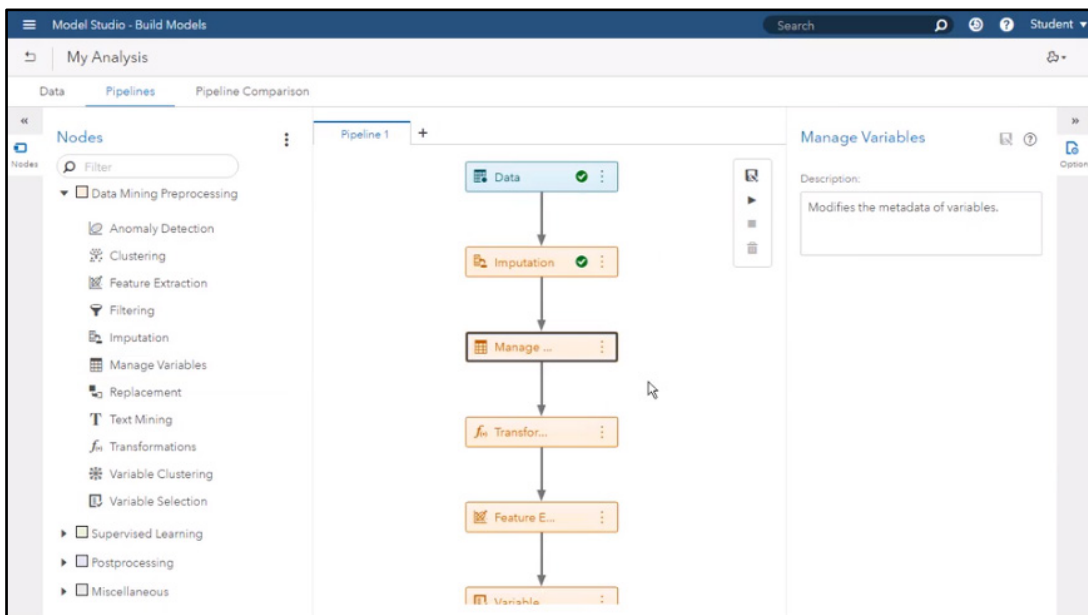 Model Studio - Build Models
Search
Student
My Analysis
Data
Pipelines
Pipeline Comparison
Nodes
Nodes
Filter
Data Mining Preprocessing
Anomaly Detection
Clustering
Feature Extraction
Filtering
Imputation
Manage Variables
Replacement
Text Mining
Transformations
Variable Clustering
Variable Selection
Supervised Learning
Postprocessing
Miscellaneous
Pipeline 1
Data
Imputation
Manage ...
Transfor...
Feature E...
Variable
Manage Variables
Description:
Modifies the metadata of variables.
Option